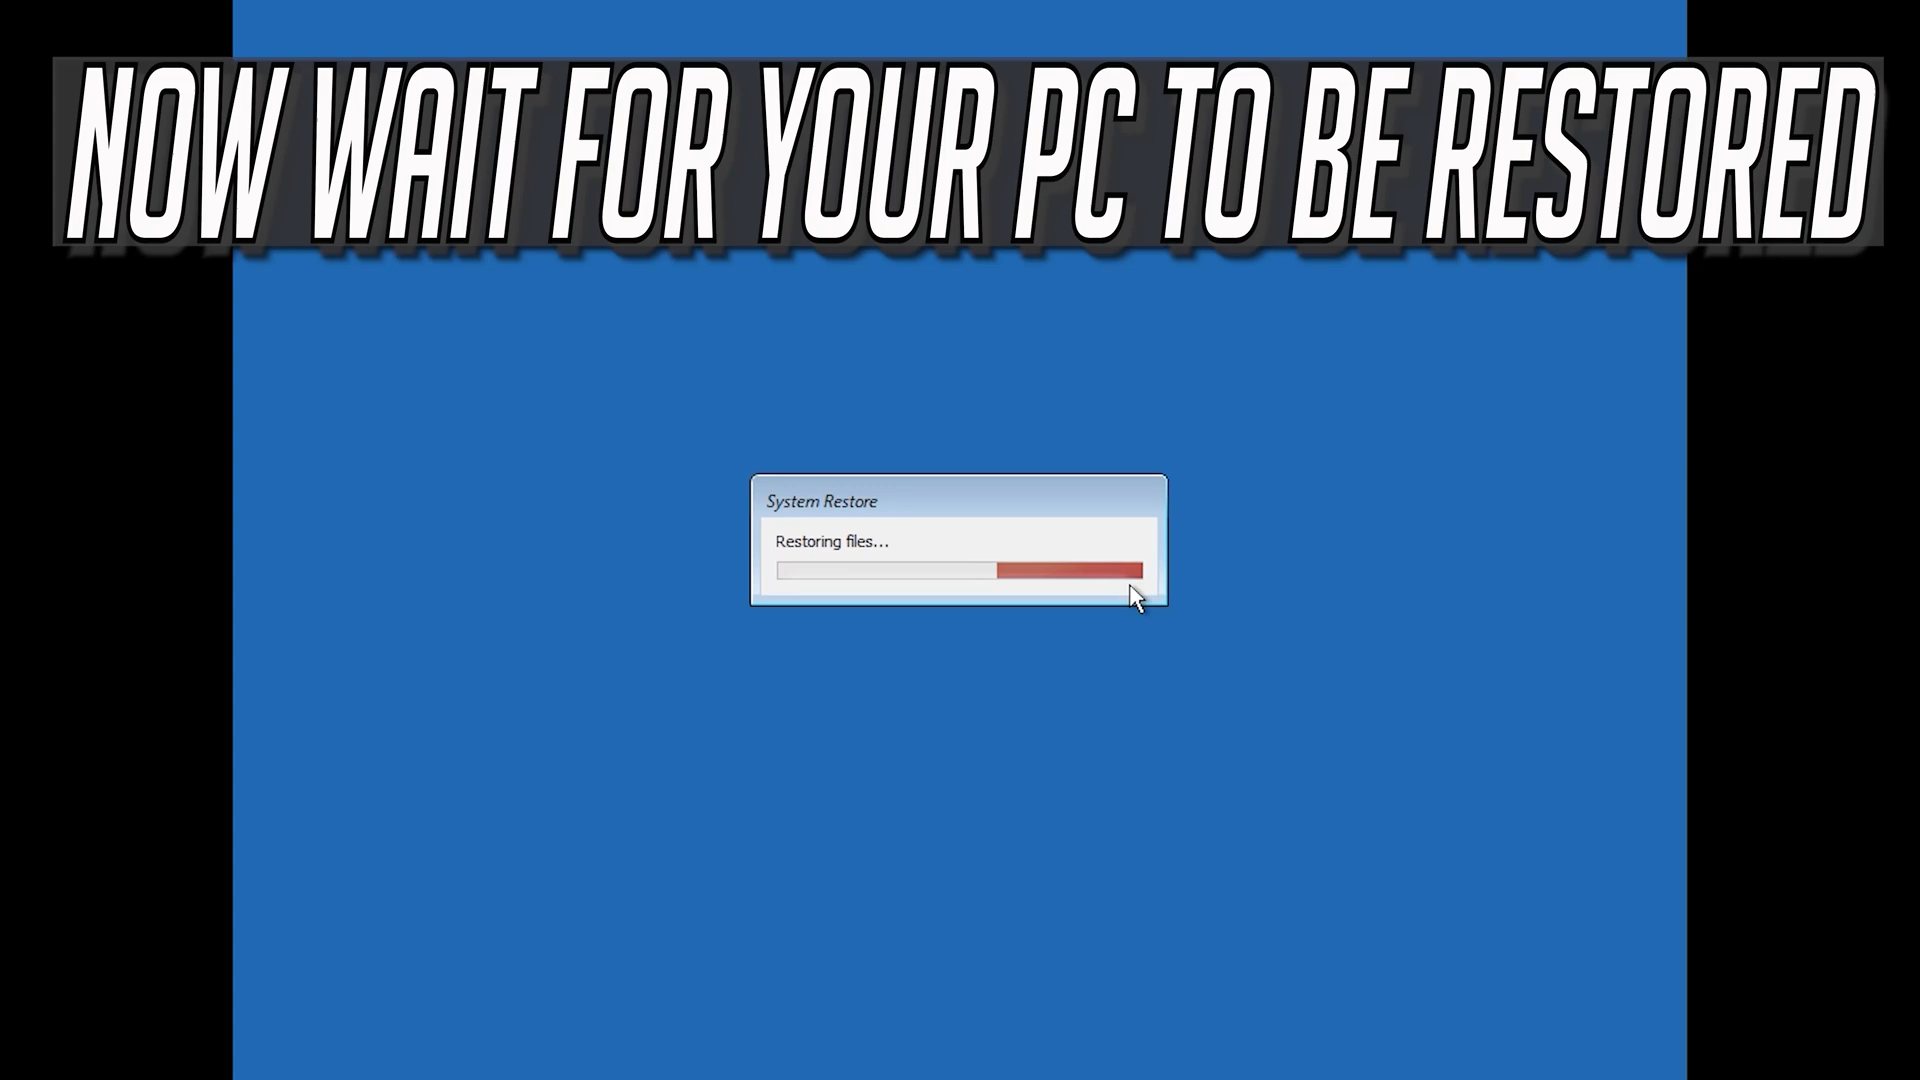 NOW WAIT FOR YOUR PC TO BE RESTORED
System Restore
Restoring files...